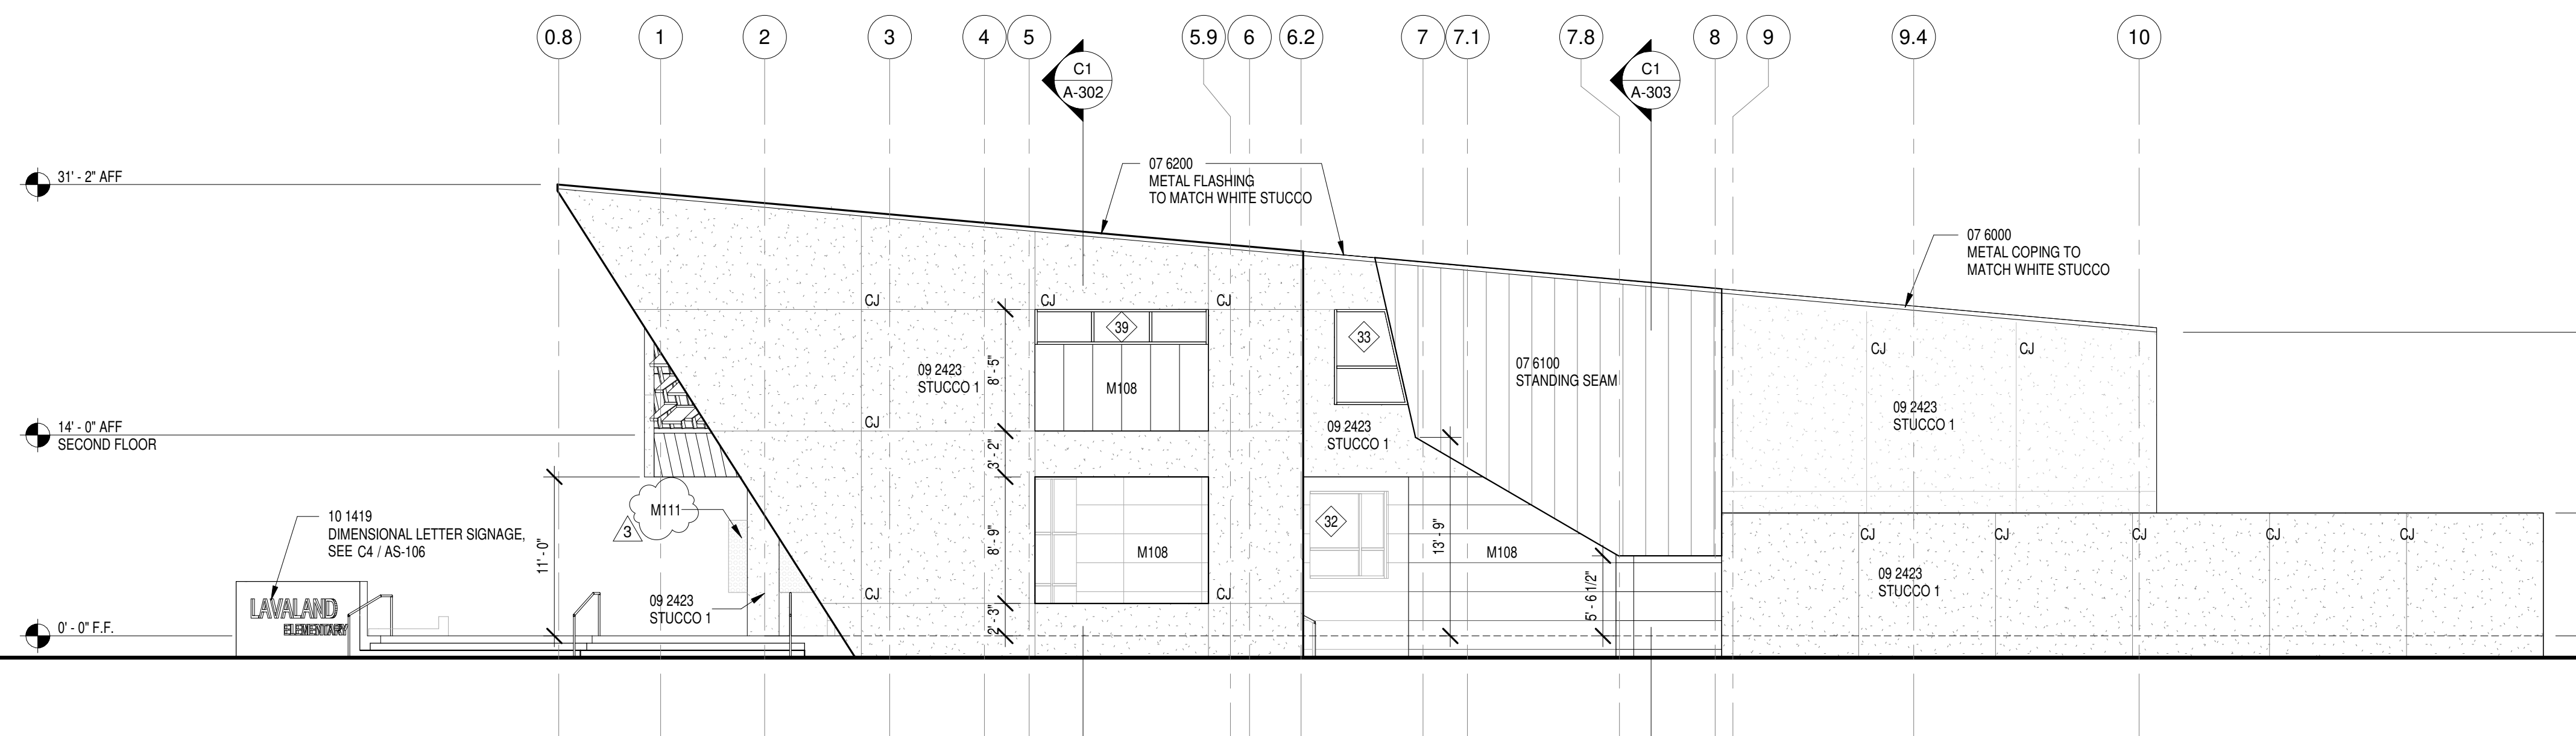 0.8
1
2
3
4
5
5.9
6
6.2
7
7.1
7.8
8
9
9.4
10
C1
A-302
C1
A-303
31' - 2" AFF
07 6200
METAL FLASHING
TO MATCH WHITE STUCCO
07 6000
METAL COPING TO
MATCH WHITE STUCCO
CJ
CJ
CJ
39
33
CJ
CJ
09 2423
STUCCO 1
8' - 5"
M108
07 6100
STANDING SEAM
09 2423
STUCCO 1
14' - 0" AFF
SECOND FLOOR
CJ
3' - 2"
09 2423
STUCCO 1
10 1419
DIMENSIONAL LETTER SIGNAGE,
SEE C4 / AS-106
M111
3
11' - 0"
8' - 9"
M108
32
13' - 9"
M108
CJ
CJ
CJ
CJ
CJ
09 2423
STUCCO 1
5' - 6 1/2"
LAVALAND
ELEMENTARY
09 2423
STUCCO 1
CJ
CJ
2' - 3"
0' - 0" F.F.